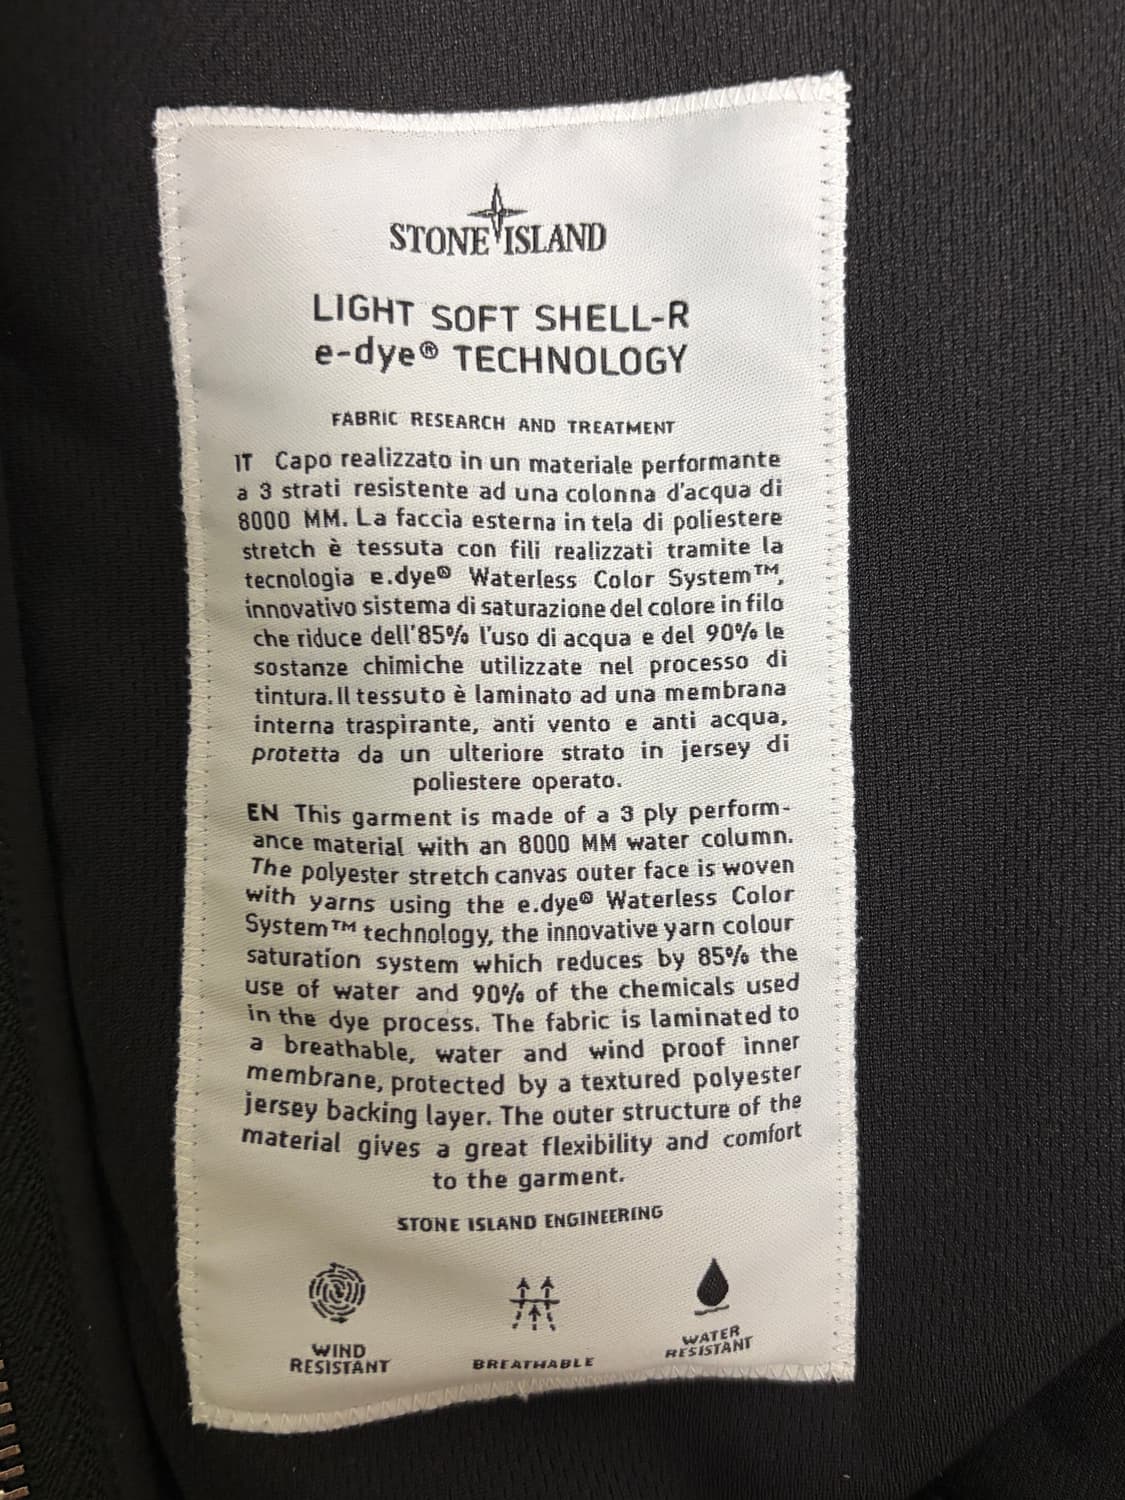 STONE ISLAND
LIGHT SOFT SHELL-R
e-dye® TECHNOLOGY
FABRIC RESEARCH AND TREATMENT
IT Capo realizzato in un materiale performante
a 3 strati resistente ad una colonna d'acqua di
8000 MM. La faccia esterna in tela di poliestere
stretch è tessuta con fili realizzati tramite la
tecnologia e.dye® Waterless Color System™,
innovativo sistema di saturazione del colore in filo
che riduce dell'85% l'uso di acqua e del 90% le
sostanze chimiche utilizzate nel processo di
tintura. Il tessuto è laminato ad una membrana
interna traspirante, anti vento e anti acqua,
protetta da un ulteriore strato in jersey di
poliestere operato.
EN This garment is made of a 3 ply perform-
ance material with an 8000 MM water column.
The polyester stretch canvas outer face is woven
with yarns using the e.dye® Waterless Color
System™ technology, the innovative yarn colour
saturation system which reduces by 85% the
use of water and 90% of the chemicals used
in the dye process. The fabric is laminated to
a breathable, water and wind proof inner
membrane, protected by a textured polyester
jersey backing layer. The outer structure of the
material gives a great flexibility and comfort
to the garment.
STONE ISLAND ENGINEERING
WIND
RESISTANT
BREATHABLE
WATER
RESISTANT